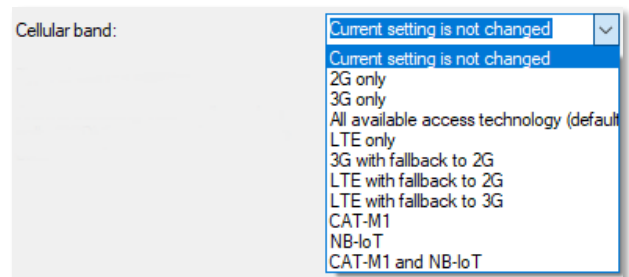 Cellular band:
Current setting is not changed
Current setting is not changed
2G only
3G only
All available access technology (default
LTE only
3G with fallback to 2G
LTE with fallback to 2G
LTE with fallback to 3G
CAT-M1
NB-IoT
CAT-M1 and NB-IoT